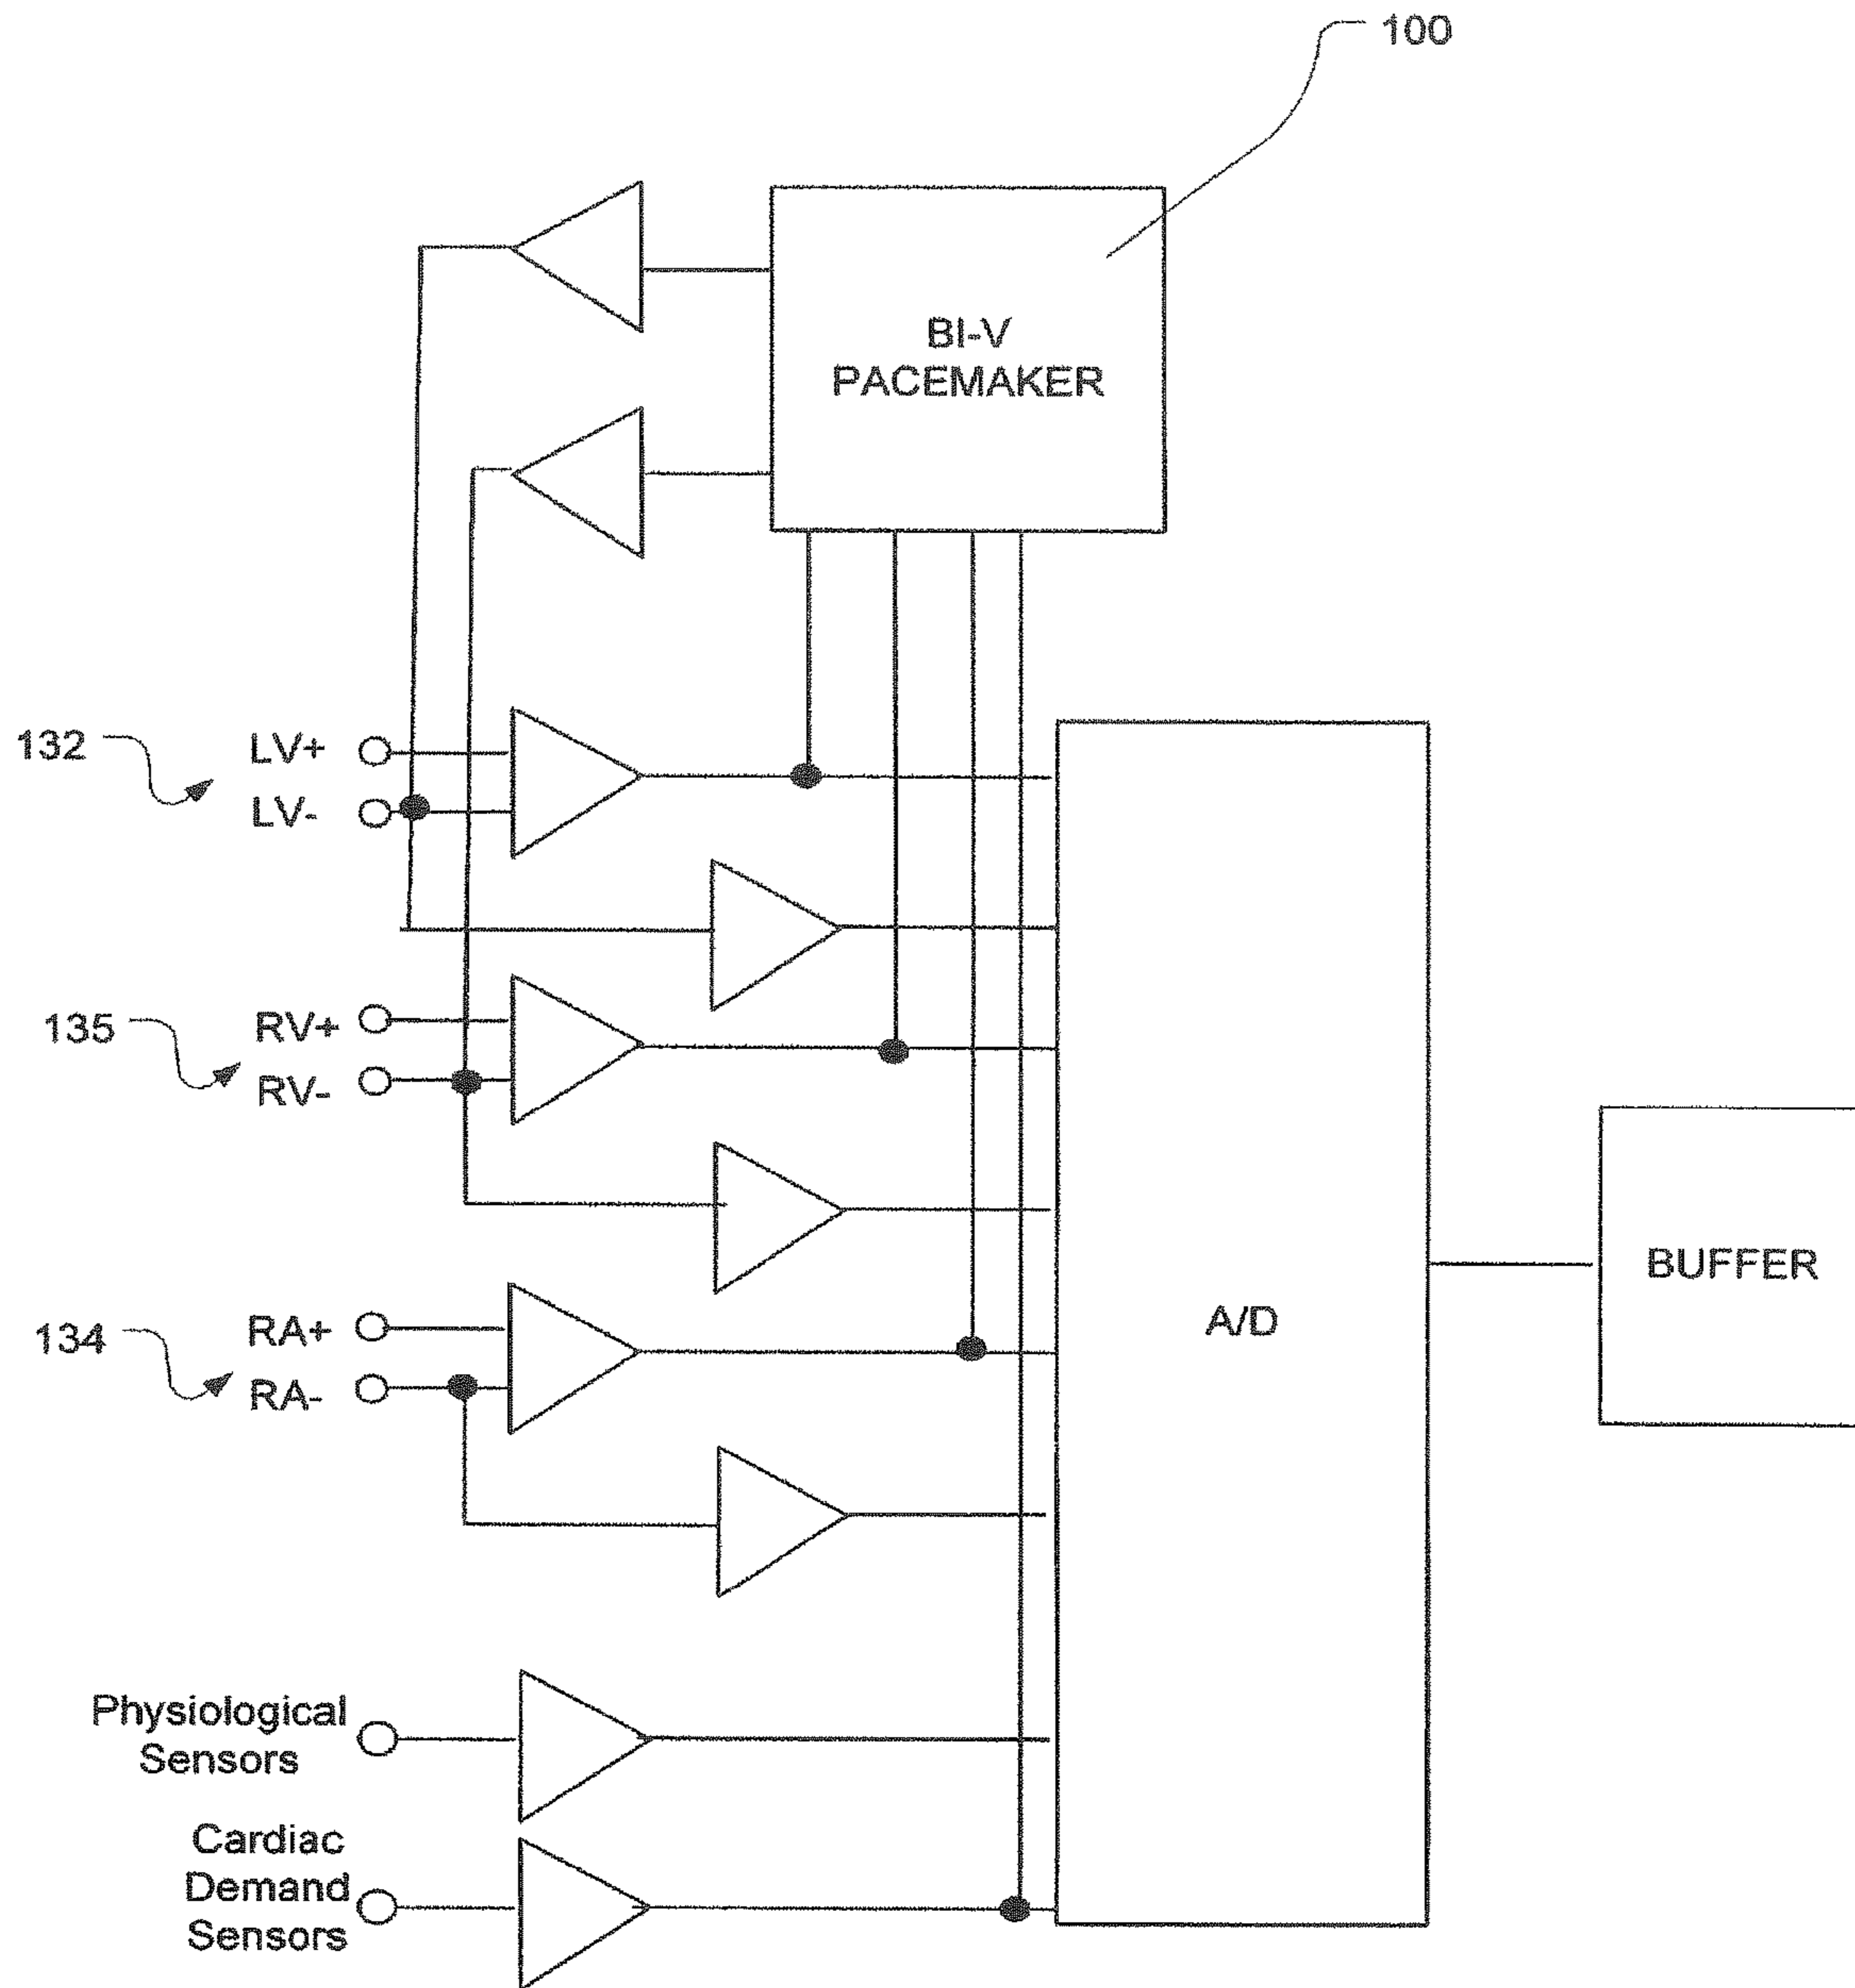 100
BI-V
PACEMAKER
132
LV+
LV-
135
RV+
RV-
134
RA+
RA-
A/D
BUFFER
Physiological
Sensors
Cardiac
Demand
Sensors